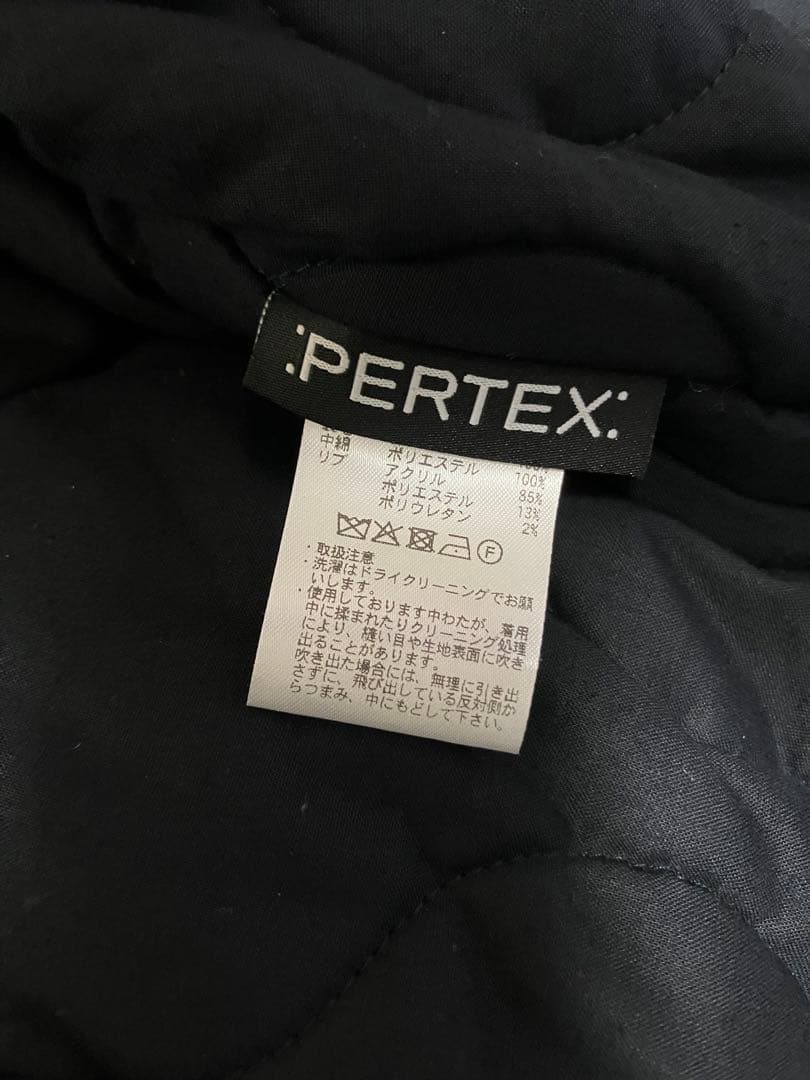 :PERTEX:
中綿 ポリエステル 100%
リブ アクリル 85%
ポリエステル 13%
ポリウレタン 2%
F
・取扱注意
・洗濯はドライクリーニングでお願
いします。
・使用しております中わたが、着用
中に揉まれたりクリーニング処理
により、縫い目や生地表面に吹き
出ることがあります。
吹き出た場合には、無理に引き出
さずに、飛び出している反対側か
らつまみ、中にもどして下さい。